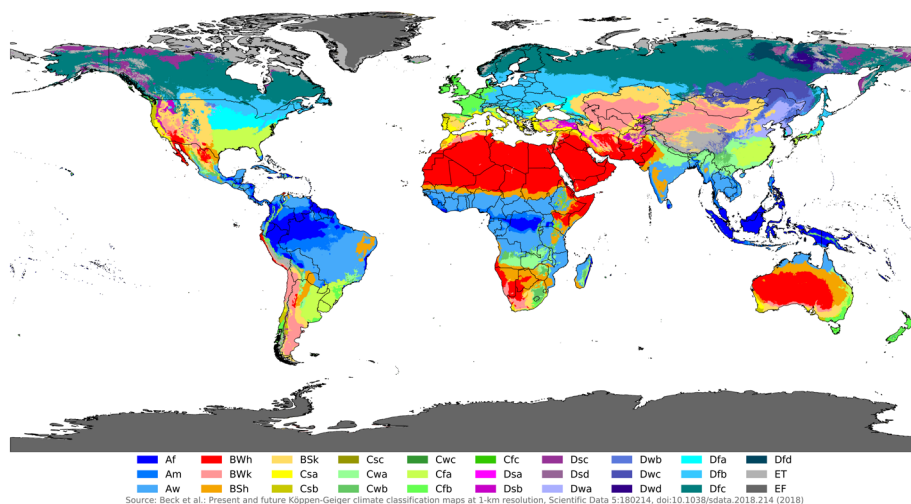 Af BWh BSk Csc Cwc Cfc Dsc Dwb Dfa Dfd
Am BWk Csa Cwa Cfa Dsa Dsd Dwc Dfb ET
Aw BSh Csb Cwb Cfb Dsb Dwa Dwd Dfc EF
Source: Beck et al.: Present and future Köppen-Geiger climate classification maps at 1-km resolution, Scientific Data 5:180214, doi:10.1038/sdata.2018.214 (2018)